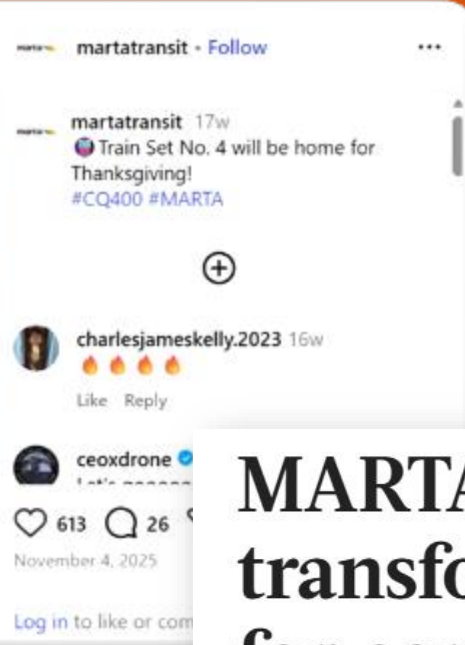 martatransit • Follow
martatransit 17w
Train Set No. 4 will be home for
Thanksgiving!
#CQ400 #MARTA
charlesjameskelly.2023 16w
🔥 🔥 🔥 🔥
Like Reply
ceoxdrone
613 26
November 4, 2025
Log in to like or com
MARTA
transfo